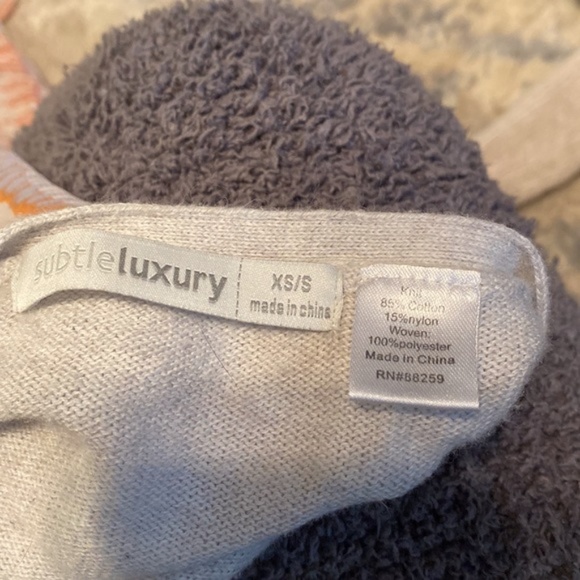 subtleluxury
XS/S
made in china
Knit
85% Cotton
15%nylon
Woven:
100%polyester
Made in China
RN#88259